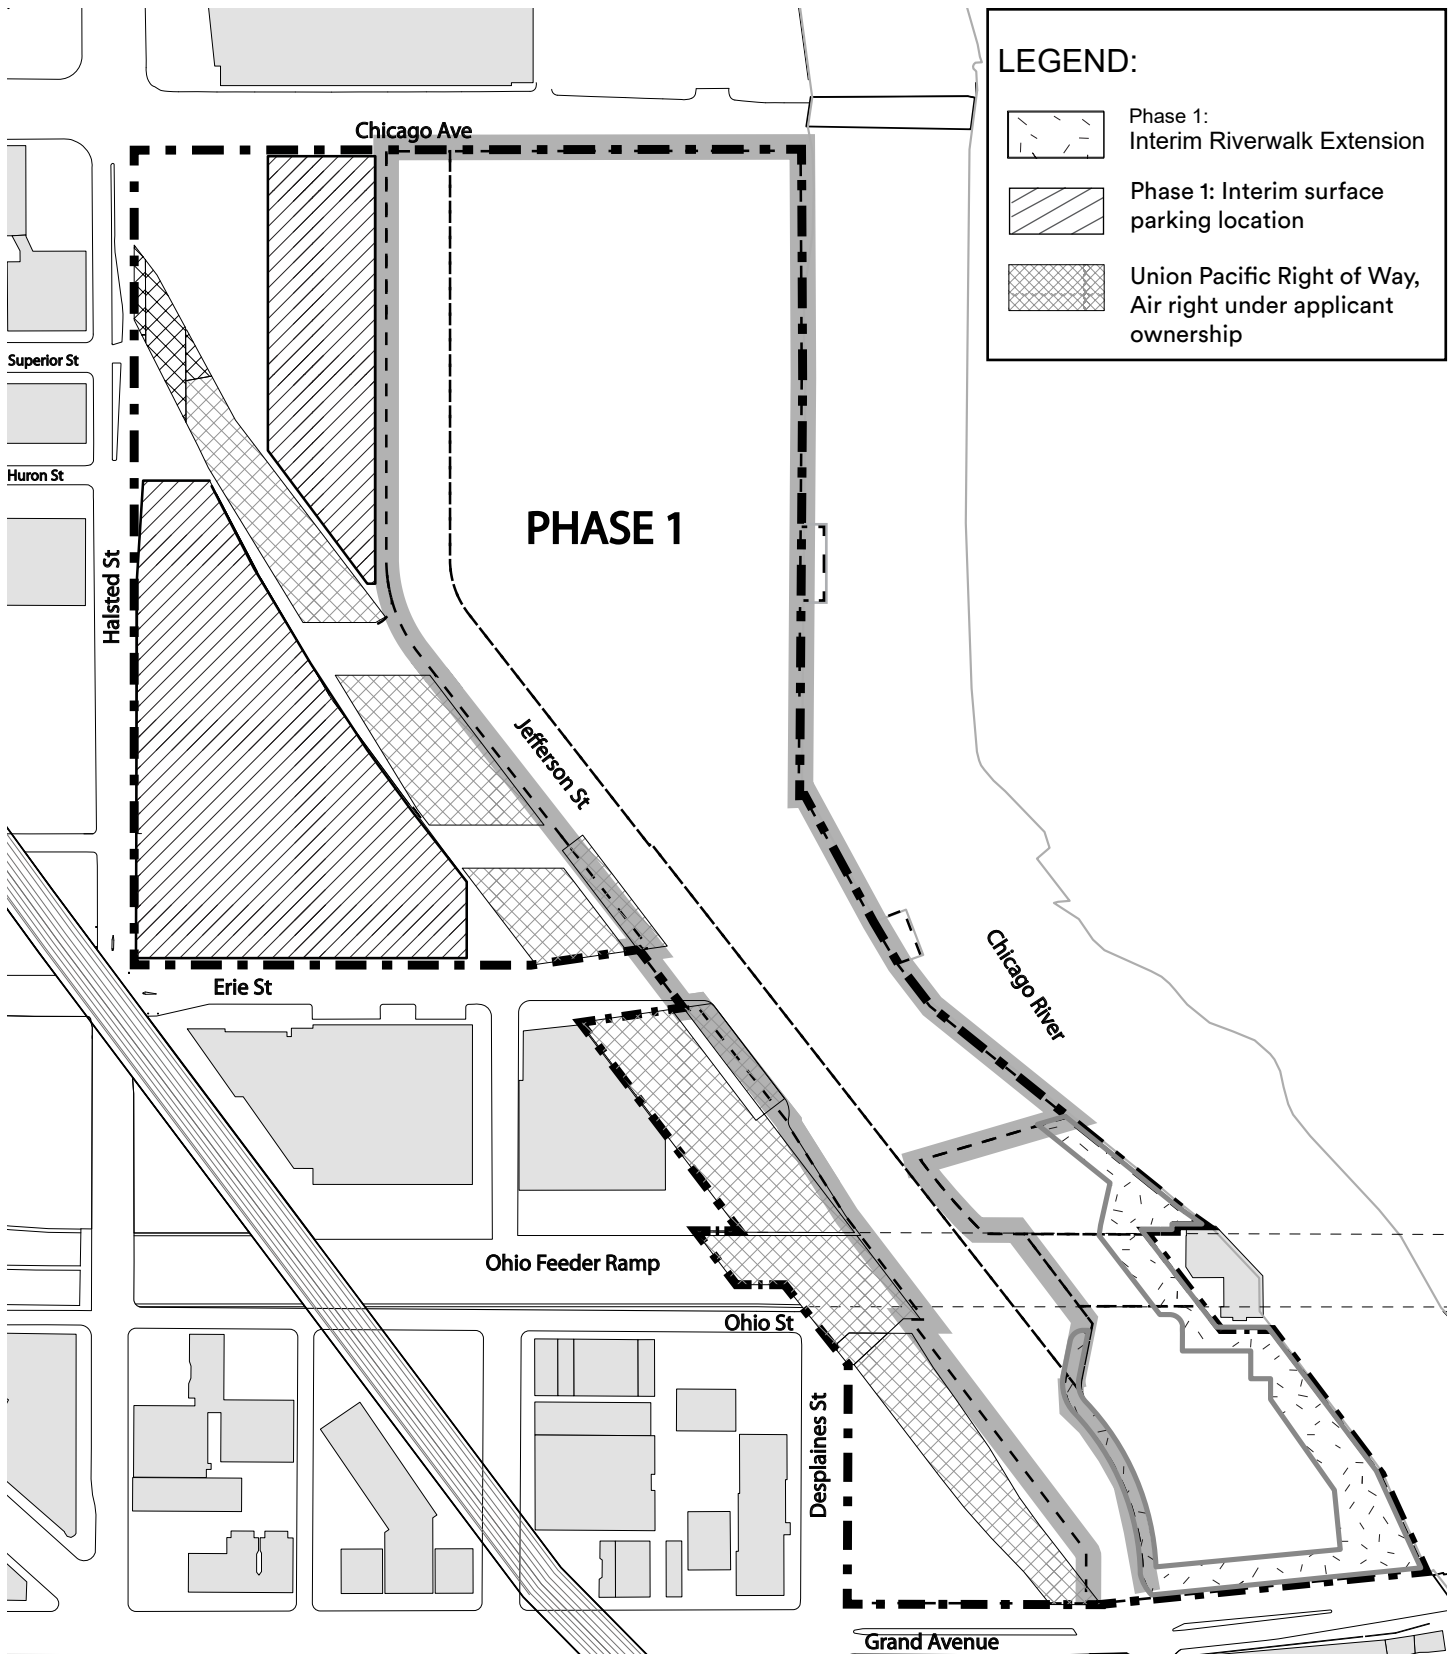 LEGEND:
Phase 1:
Interim Riverwalk Extension
Phase 1: Interim surface
parking location
Union Pacific Right of Way,
Air right under applicant
ownership
Chicago Ave
Superior St
Huron St
Halsted St
PHASE 1
Jefferson St
Chicago River
Erie St
Ohio Feeder Ramp
Ohio St
Desplaines St
Grand Avenue